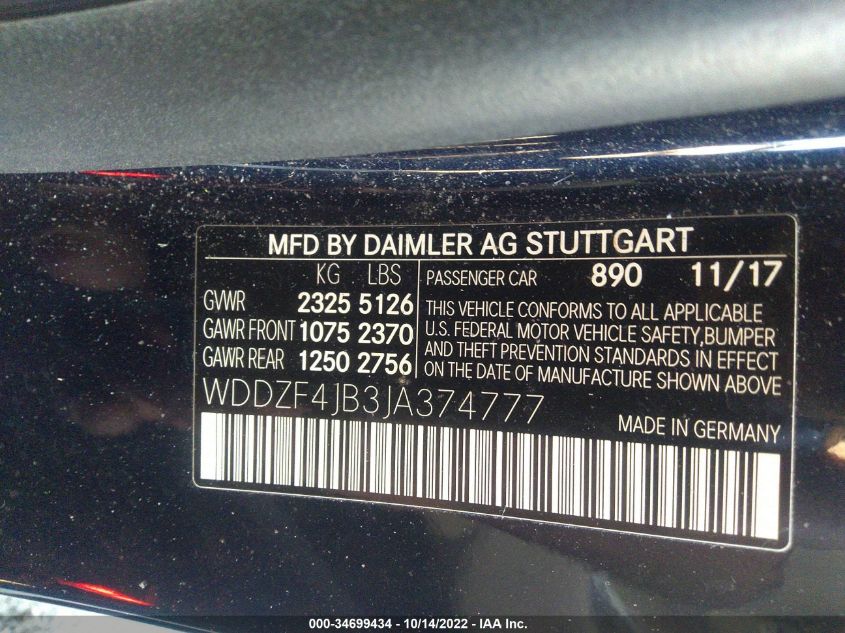 MFD BY DAIMLER AG STUTTGART
KG LBS
GVWR 2325 5126
GAWR FRONT 1075 2370
GAWR REAR 1250 2756
PASSENGER CAR 890 11/17
THIS VEHICLE CONFORMS TO ALL APPLICABLE
U.S. FEDERAL MOTOR VEHICLE SAFETY,BUMPER
AND THEFT PREVENTION STANDARDS IN EFFECT
ON THE DATE OF MANUFACTURE SHOWN ABOVE
WDDZF4JB3JA374777
MADE IN GERMANY
000-34699434 - 10/14/2022 - IAA Inc.